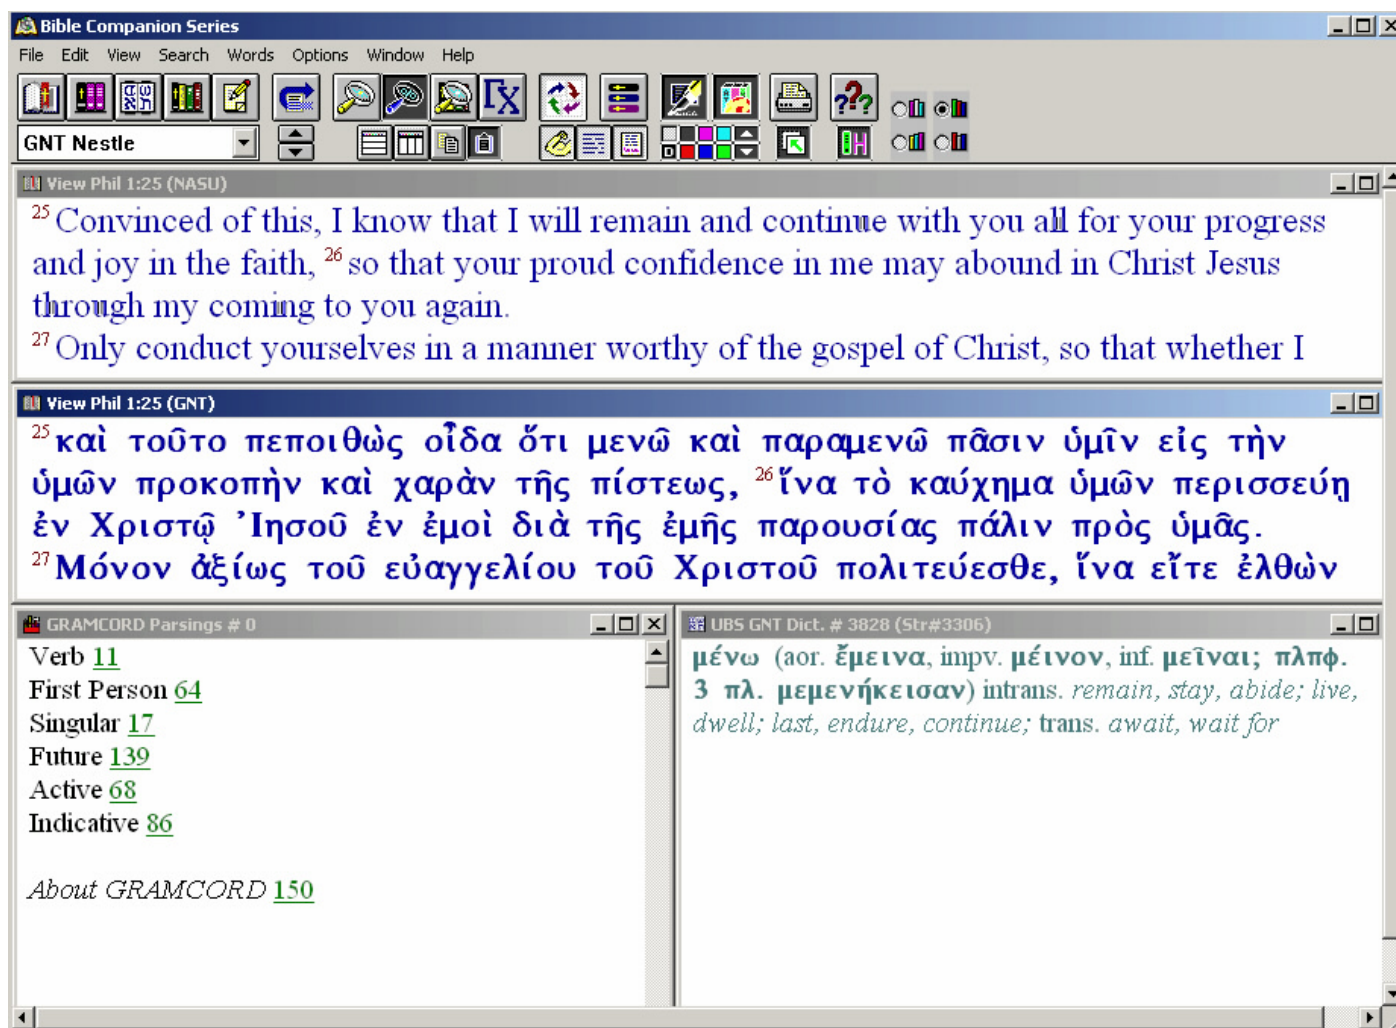 Bible Companion Series
File Edit View Search Words Options Window Help
GNT Nestle
View Phil 1:25 (NASU)
25 Convinced of this, I know that I will remain and continue with you all for your progress
and joy in the faith, 26 so that your proud confidence in me may abound in Christ Jesus
through my coming to you again.
27 Only conduct yourselves in a manner worthy of the gospel of Christ, so that whether I
View Phil 1:25 (GNT)
25 καὶ τοῦτο πεποιθὼς οἶδα ὅτι μενῶ καὶ παραμενῶ πᾶσιν ὑμῖν εἰς τὴν
ὑμῶν προκοπὴν καὶ χαρὰν τῆς πίστεως, 26 ἵνα τὸ καύχημα ὑμῶν περισσεύῃ
ἐν Χριστῷ Ἰησοῦ ἐν ἐμοὶ διὰ τῆς ἐμῆς παρουσίας πάλιν πρὸς ὑμᾶς.
27 Μόνον ἀξίως τοῦ εὐαγγελίου τοῦ Χριστοῦ πολιτεύεσθε, ἵνα εἴτε ἐλθὼν
GRAMCORD Parsings # 0
Verb 11
First Person 64
Singular 17
Future 139
Active 68
Indicative 86
About GRAMCORD 150
UBS GNT Dict. # 3828 (Str#3306)
μένω (aor. ἔμεινα, impv. μέινον, inf. μεῖναι; πλπφ.
3 πλ. μεμενήκεισαν) intrans. remain, stay, abide; live,
dwell; last, endure, continue; trans. await, wait for